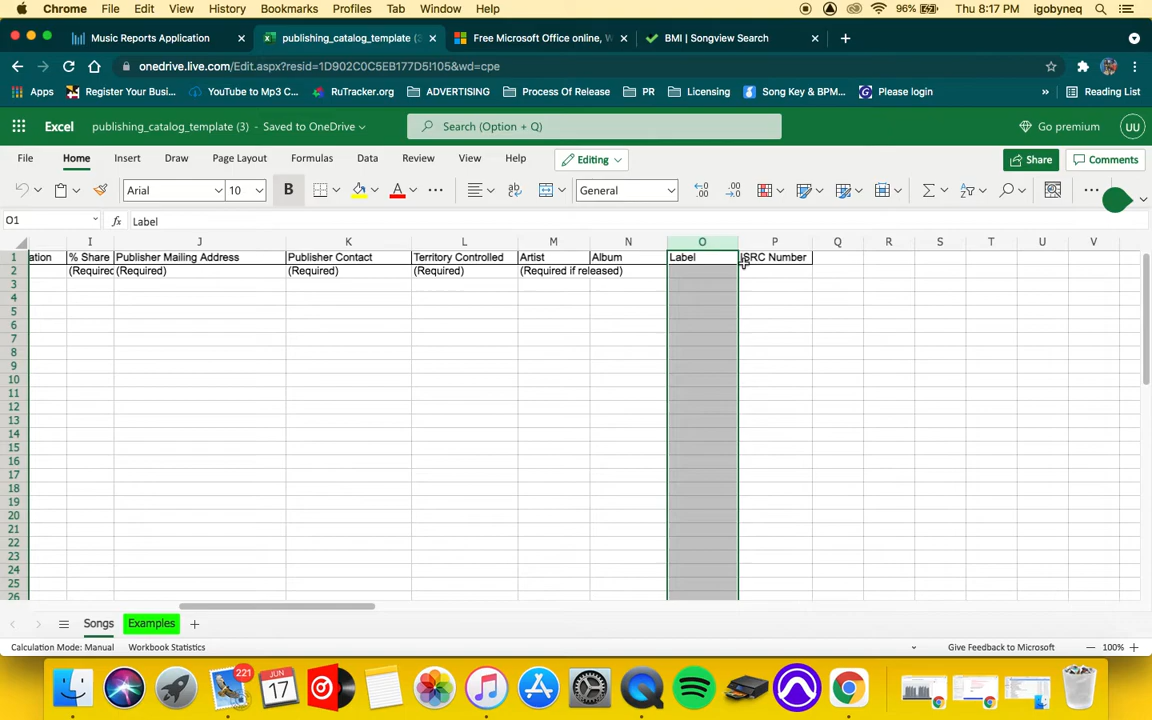 Chrome File Edit View History Bookmarks Profiles Tab Window Help 96% Thu 8:17 PM igobyneq
Music Reports Application publishing_catalog_template (3 Free Microsoft Office online, W BMI | Songview Search
onedrive.live.com/Edit.aspx?resid=1D902C0C5EB177D5!105&wd=cpe
Apps Register Your Busi... YouTube to Mp3 C... RuTracker.org ADVERTISING Process Of Release PR Licensing Song Key & BPM... Please login » Reading List
Excel publishing_catalog_template (3) - Saved to OneDrive Search (Option + Q) Go premium UU
File Home Insert Draw Page Layout Formulas Data Review View Help Editing Share Comments
Arial 10 B A General
O1 fx Label
I J K L M N O P Q R S T U V
1 ation % Share Publisher Mailing Address Publisher Contact Territory Controlled Artist Album Label ISRC Number
2 (Requirec (Required) (Required) (Required) (Required if released)
3
4
5
6
7
8
9
10
11
12
13
14
15
16
17
18
19
20
21
22
23
24
25
26
Songs Examples
Calculation Mode: Manual Workbook Statistics Give Feedback to Microsoft 100%
221
JUN
17